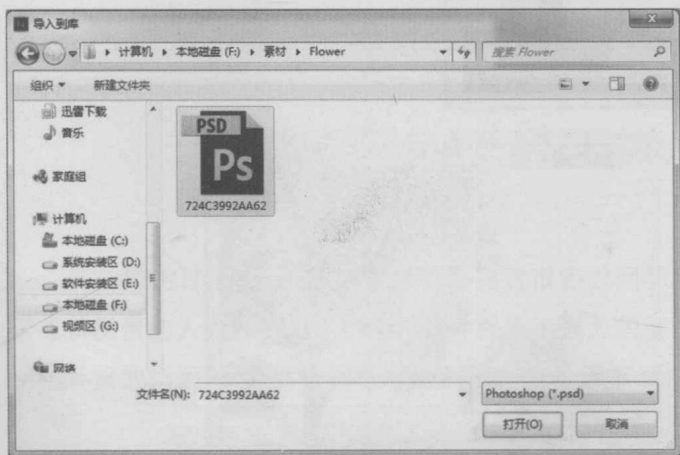 导入到库
计算机 ▸ 本地磁盘 (F:) ▸ 素材 ▸ Flower
搜索 Flower
组织
新建文件夹
迅雷下载
音乐
家庭组
计算机
本地磁盘 (C:)
系统安装区 (D:)
软件安装区 (E:)
本地磁盘 (F:)
视频区 (G:)
网络
PSD
Ps
724C3992AA62
文件名(N): 724C3992AA62
Photoshop (*.psd)
打开(O)
取消